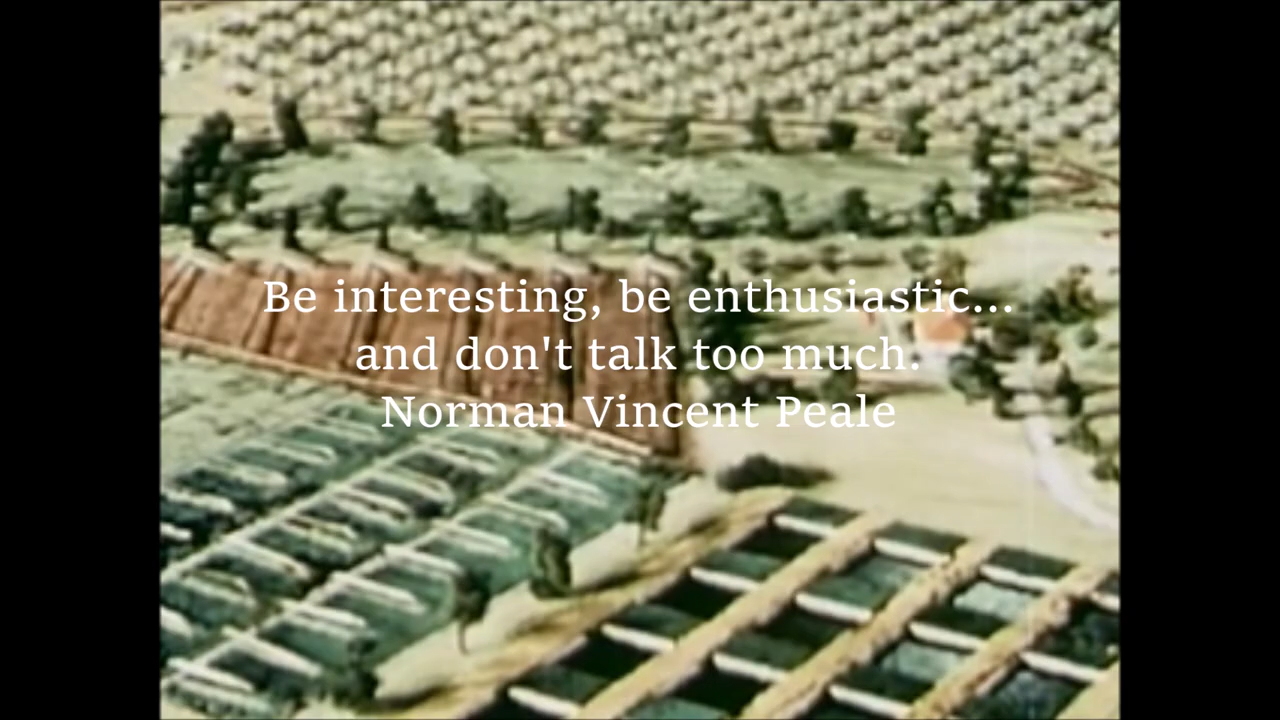 Be interesting, be enthusiastic...
and don't talk too much.
Norman Vincent Peale